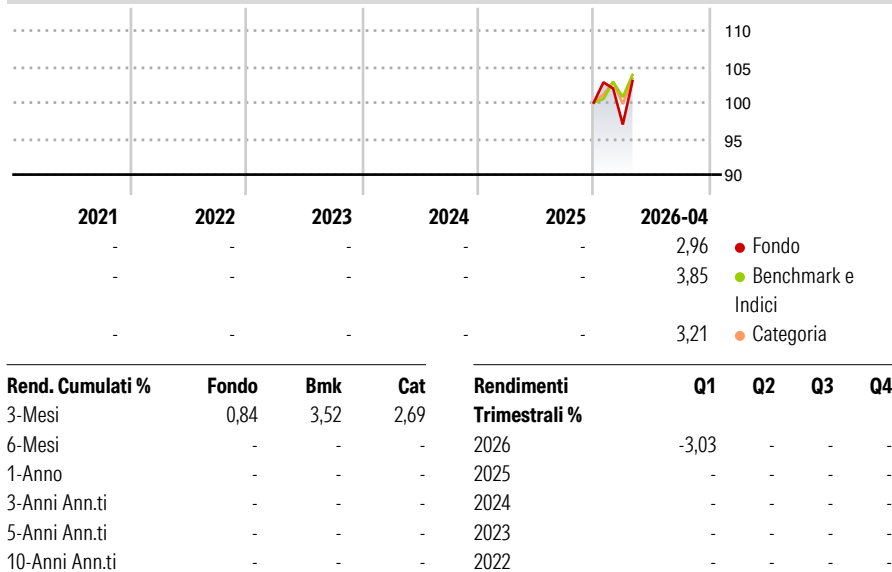 110
105
100
95
90
2021 2022 2023 2024 2025 2026-04
- - - - - 2,96 Fondo
- - - - - 3,85 Benchmark e
Indici
- - - - - 3,21 Categoria
Rend. Cumulati % Fondo Bmk Cat
3-Mesi 0,84 3,52 2,69
6-Mesi - - -
1-Anno - - -
3-Anni Ann.ti - - -
5-Anni Ann.ti - - -
10-Anni Ann.ti - - -
Rendimenti Q1 Q2 Q3 Q4
Trimestrali %
2026 -3,03 - - -
2025 - - - -
2024 - - - -
2023 - - - -
2022 - - - -